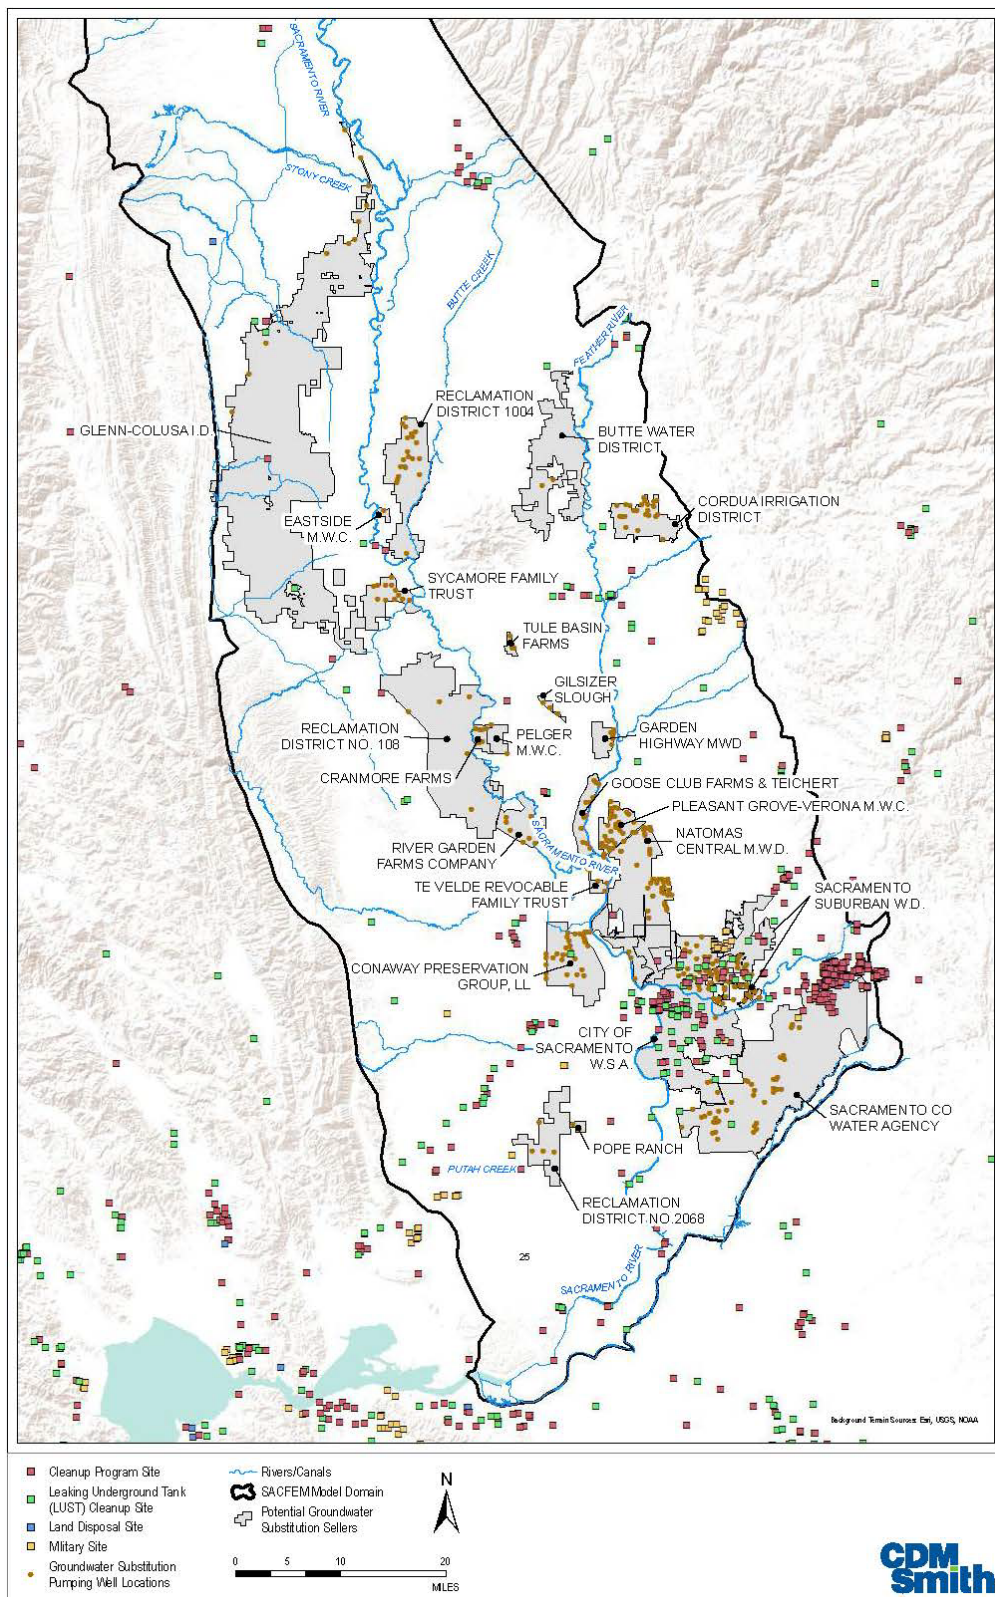 SACRAMENTO RIVER
STONY CREEK
BUTTE CREEK
FEATHER RIVER
RECLAMATION
DISTRICT 1004
GLENN-COLUSA I.D.
BUTTE WATER
DISTRICT
CORDUA IRRIGATION
DISTRICT
EASTSIDE
M.W.C.
SYCAMORE FAMILY
TRUST
TULE BASIN
FARMS
GILSIZER
SLOUGH
RECLAMATION
DISTRICT NO. 108
PELGER
M.W.C.
GARDEN
HIGHWAY MWD
CRANMORE FARMS
GOOSE CLUB FARMS & TEICHERT
PLEASANT GROVE-VERONA M.W.C.
SACRAMENTO RIVER
NATOMAS
CENTRAL M.W.D.
RIVER GARDEN
FARMS COMPANY
TE VELDE REVOCABLE
FAMILY TRUST
SACRAMENTO
SUBURBAN W.D.
CONAWAY PRESERVATION
GROUP, LL
CITY OF
SACRAMENTO
W.S.A.
SACRAMENTO CO
WATER AGENCY
POPE RANCH
PUTAH CREEK
RECLAMATION
DISTRICT NO.2068
25
SACRAMENTO RIVER
Background Terrain Sources: Esri, USGS, NOAA
Cleanup Program Site
Leaking Underground Tank
(LUST) Cleanup Site
Land Disposal Site
Military Site
Groundwater Substitution
Pumping Well Locations
Rivers/Canals
SACFEM Model Domain
Potential Groundwater
Substitution Sellers
N
0 5 10 20
MILES
CDM
Smith